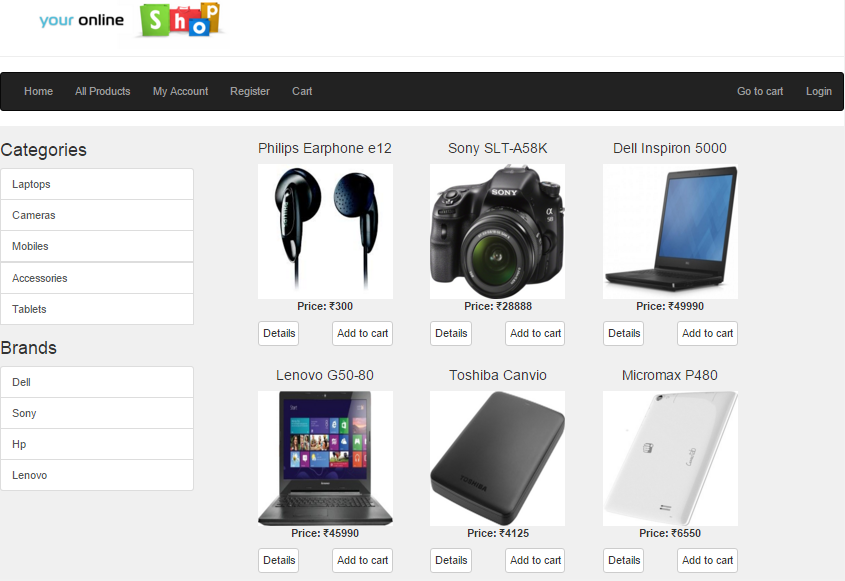 your online ShoP
Home All Products My Account Register Cart Go to cart Login
Categories
Laptops
Cameras
Mobiles
Accessories
Tablets
Brands
Dell
Sony
Hp
Lenovo
Philips Earphone e12
PHILIPS
Price: ₹300
Details Add to cart
Sony SLT-A58K
SONY
α
58
Price: ₹28888
Details Add to cart
Dell Inspiron 5000
Price: ₹49990
Details Add to cart
Lenovo G50-80
Price: ₹45990
Details Add to cart
Toshiba Canvio
TOSHIBA
Price: ₹4125
Details Add to cart
Micromax P480
Price: ₹6550
Details Add to cart